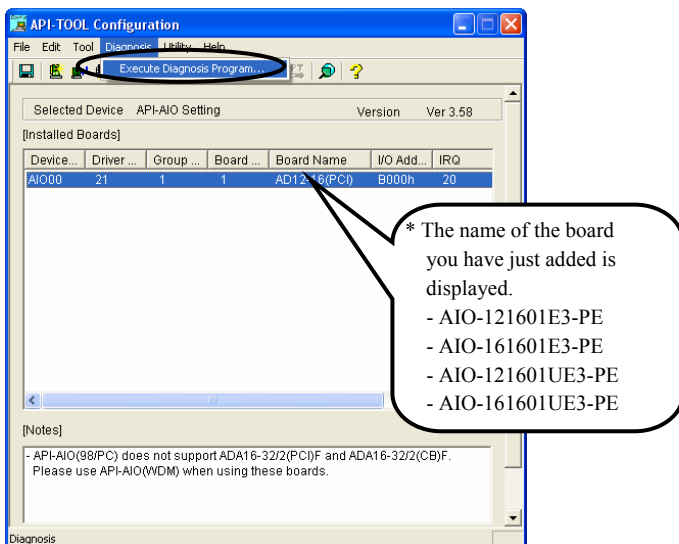 API-TOOL Configuration
File Edit Tool Diagnosis Utility Help
Execute Diagnosis Program...
Selected Device API-AIO Setting Version Ver 3.58
[Installed Boards]
Device... Driver ... Group ... Board ... Board Name I/O Add... IRQ
AIO00 21 1 1 AD12-16(PCI) B000h 20
* The name of the board
you have just added is
displayed.
- AIO-121601E3-PE
- AIO-161601E3-PE
- AIO-121601UE3-PE
- AIO-161601UE3-PE
[Notes]
- API-AIO(98/PC) does not support ADA16-32/2(PCI)F and ADA16-32/2(CB)F.
Please use API-AIO(WDM) when using these boards.
Diagnosis